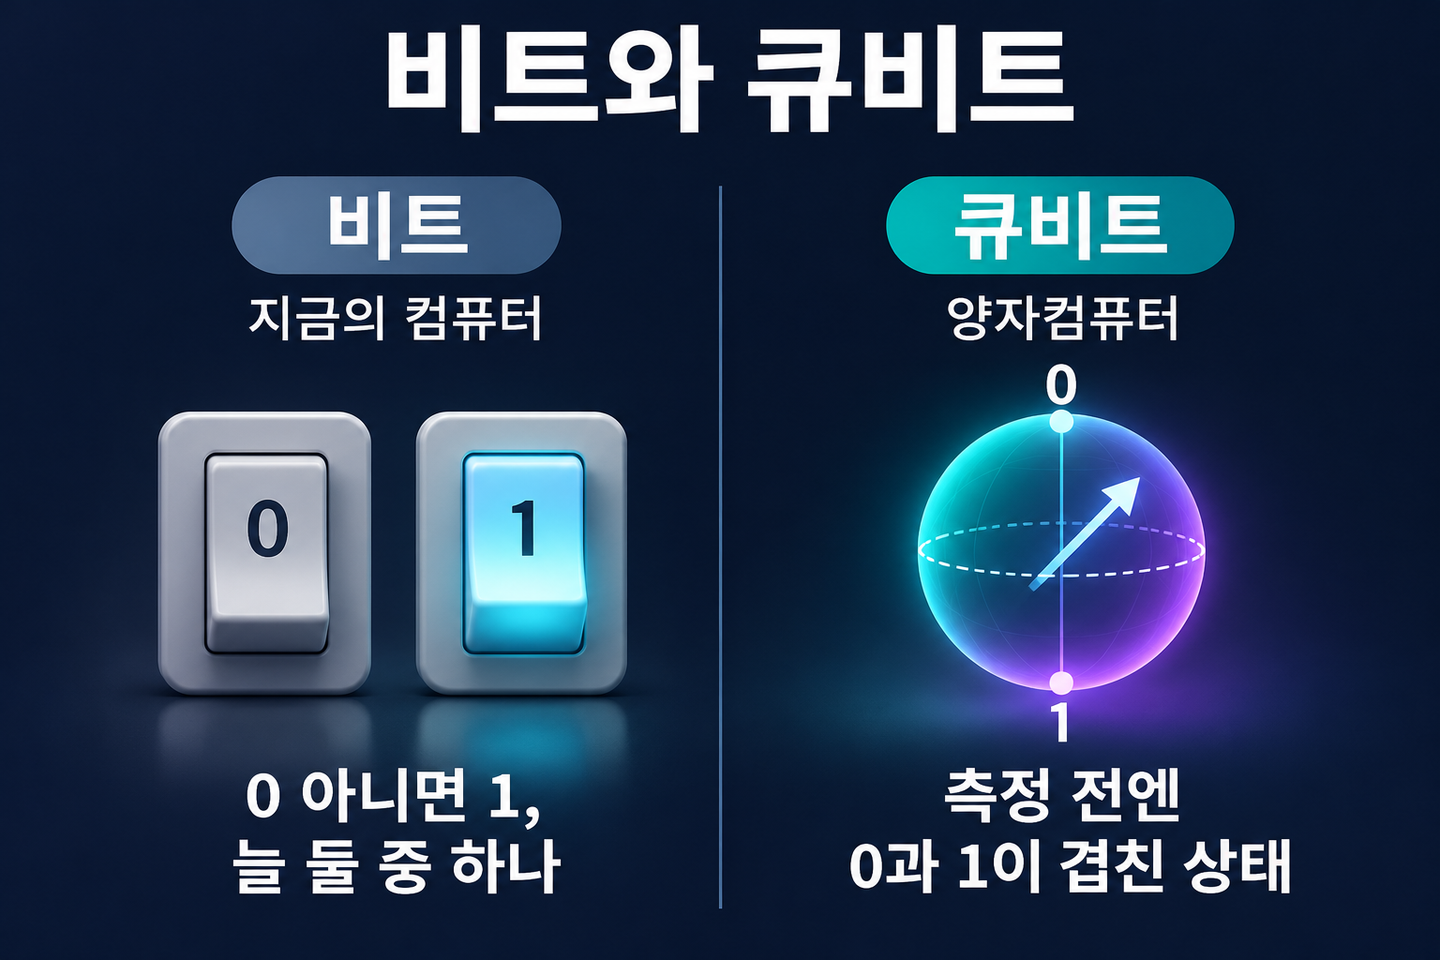 비트와 큐비트
비트
지금의 컴퓨터
0
1
0 아니면 1,
늘 둘 중 하나
큐비트
양자컴퓨터
0
1
측정 전엔
0과 1이 겹친 상태